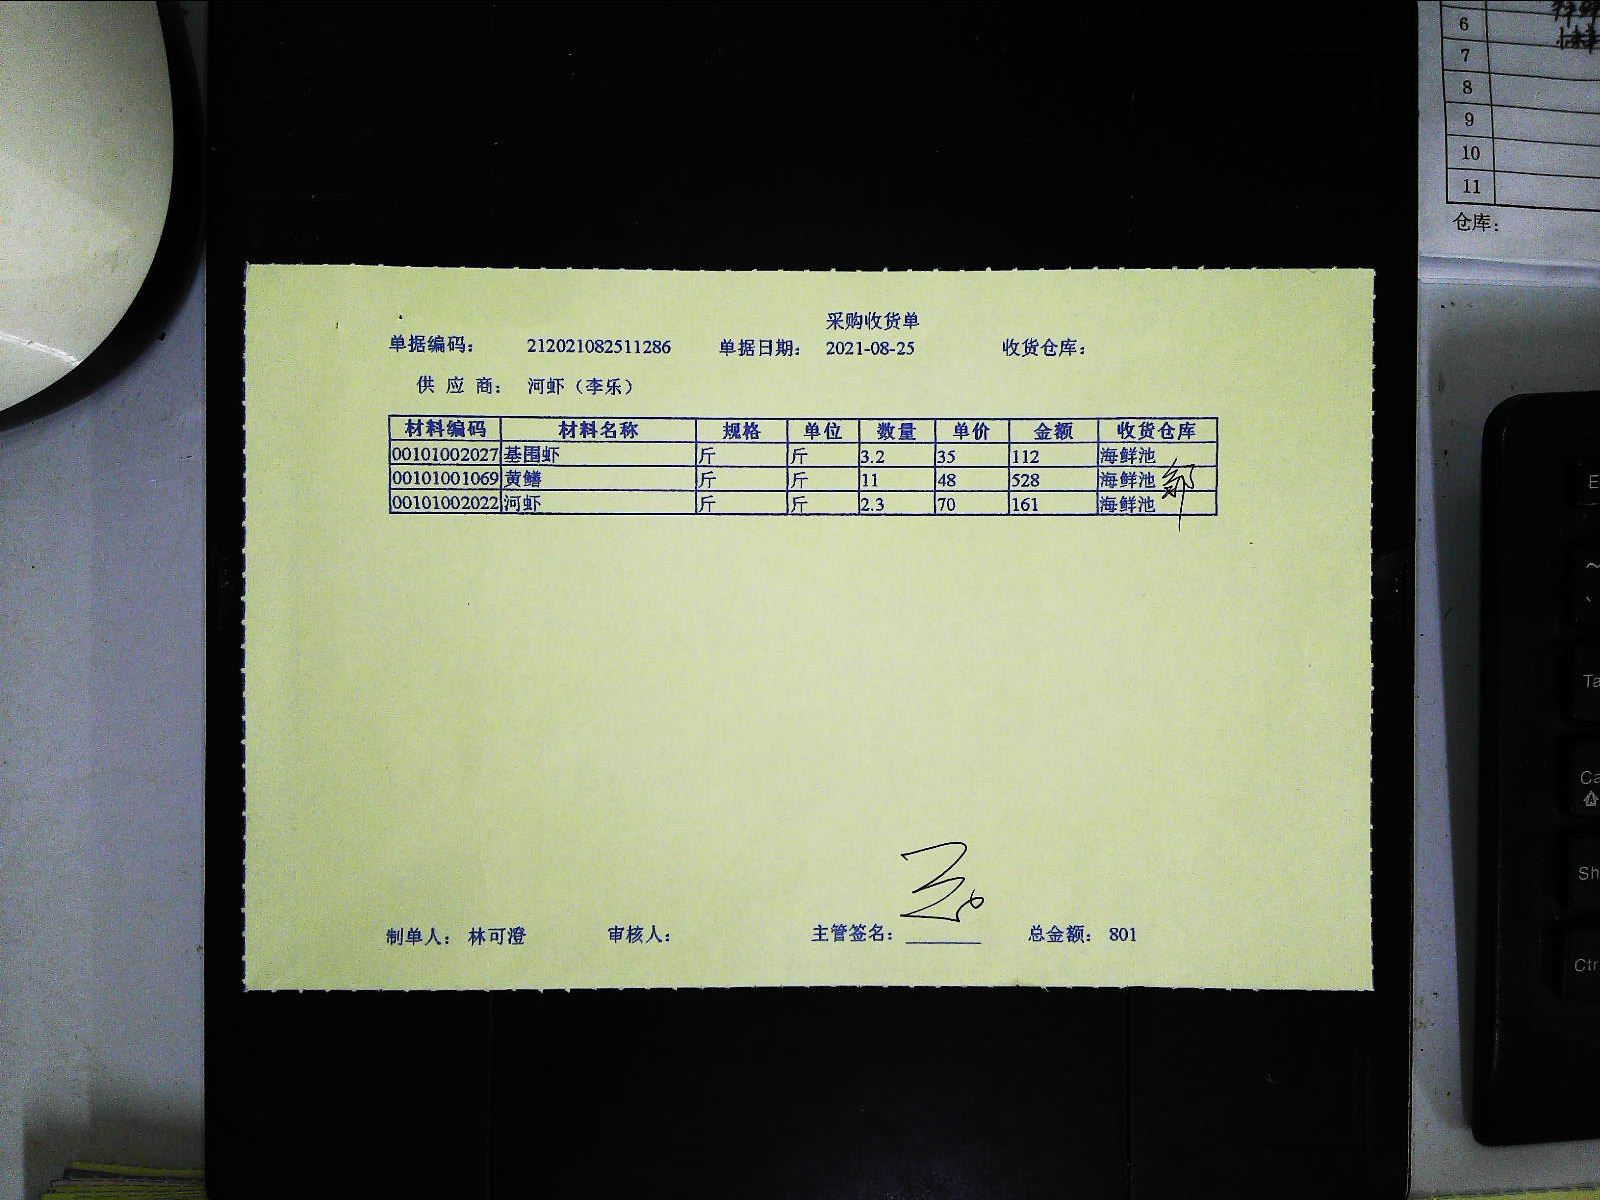 采购收货单
单据编码: 212021082511286 单据日期: 2021-08-25 收货仓库:
供 应 商: 河虾（李乐）
材料编码 材料名称 规格 单位 数量 单价 金额 收货仓库
00101002027 基围虾 斤 斤 3.2 35 112 海鲜池
00101001069 黄鳝 斤 斤 11 48 528 海鲜池
00101002022 河虾 斤 斤 2.3 70 161 海鲜池
制单人: 林可澄 审核人: 主管签名: 总金额: 801
6
7
8
9
10
11
仓库: